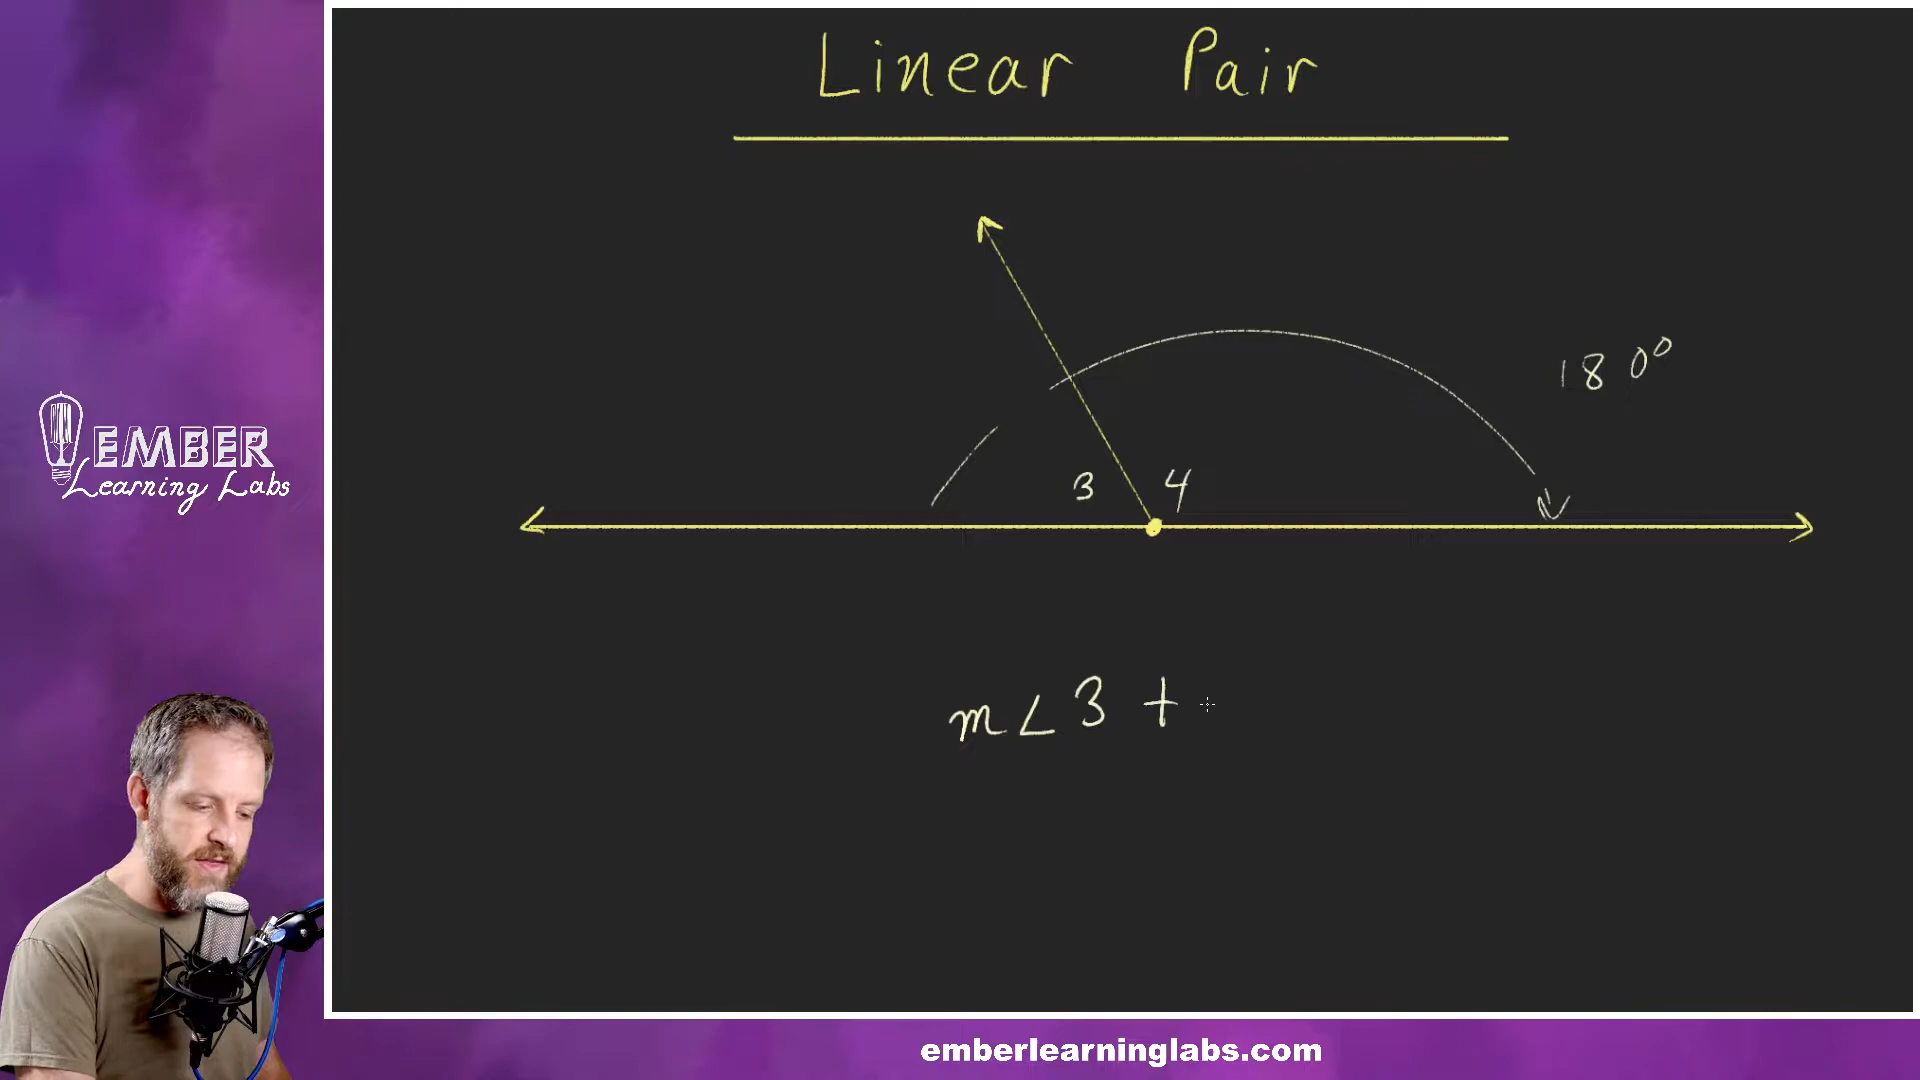 Linear Pair
180°
3 4
EMBER
Learning Labs
m∠3 +
emberlearninglabs.com